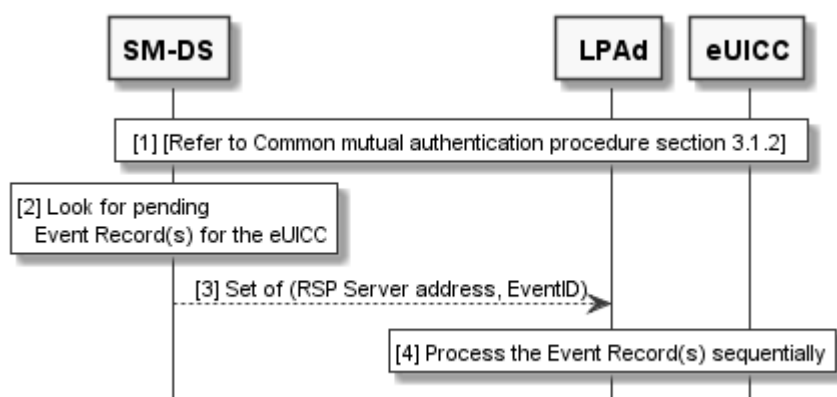 SM-DS LPAd eUICC
[1] [Refer to Common mutual authentication procedure section 3.1.2]
[2] Look for pending
Event Record(s) for the eUICC
[3] Set of (RSP Server address, EventID)
[4] Process the Event Record(s) sequentially